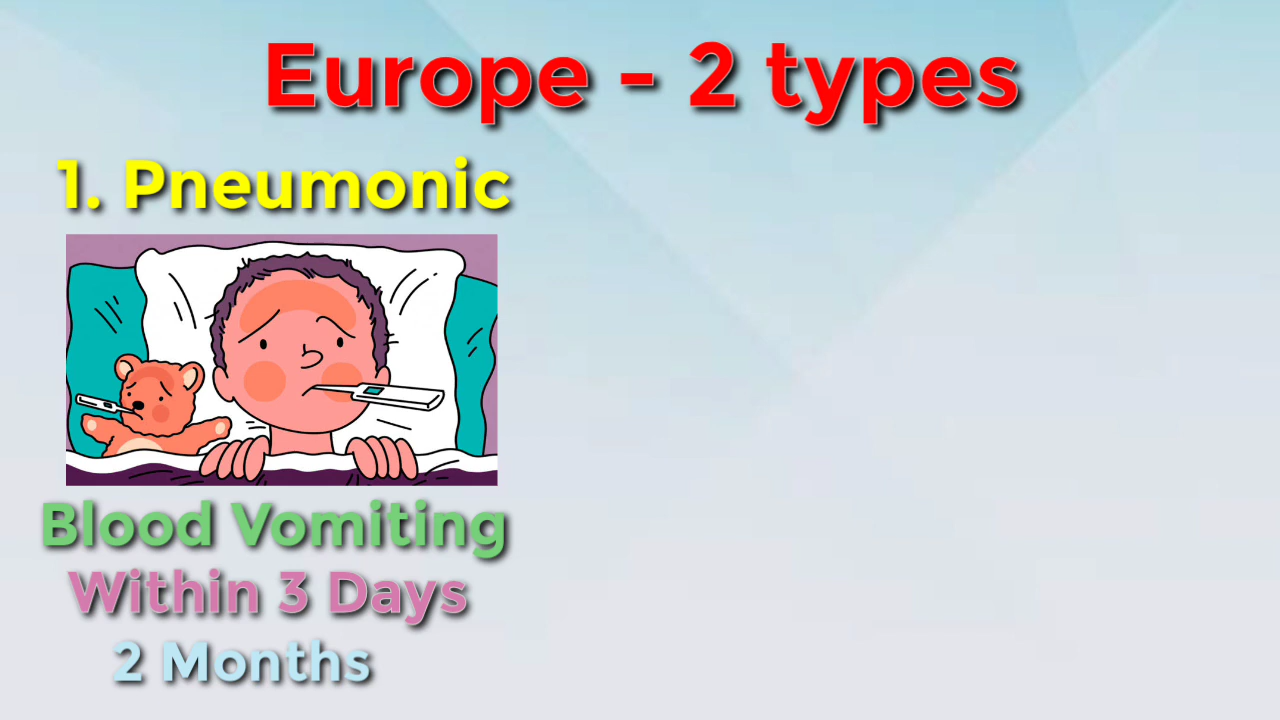 Europe - 2 types
1. Pneumonic
Blood Vomiting
Within 3 Days
2 Months